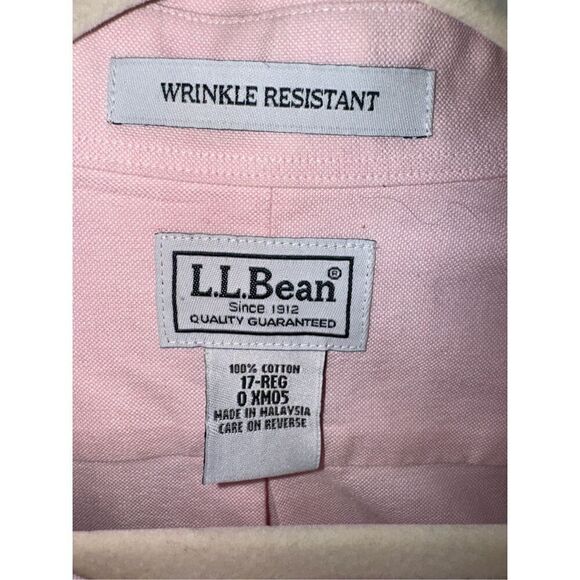 WRINKLE RESISTANT
L.L.Bean®
Since 1912
QUALITY GUARANTEED
100% COTTON
17-REG
0 XM05
MADE IN MALAYSIA
CARE ON REVERSE